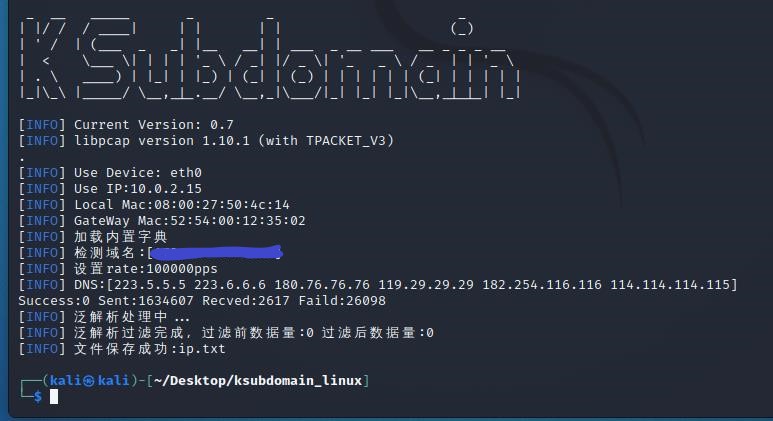 KSubdomain
[INFO] Current Version: 0.7
[INFO] libpcap version 1.10.1 (with TPACKET_V3)
.
[INFO] Use Device: eth0
[INFO] Use IP:10.0.2.15
[INFO] Local Mac:08:00:27:50:4c:14
[INFO] GateWay Mac:52:54:00:12:35:02
[INFO] 加载内置字典
[INFO] 检测域名:[
[INFO] 设置rate:100000pps
[INFO] DNS:[223.5.5.5 223.6.6.6 180.76.76.76 119.29.29.29 182.254.116.116 114.114.114.115]
Success:0 Sent:1634607 Recved:2617 Faild:26098
[INFO] 泛解析处理中...
[INFO] 泛解析过滤完成, 过滤前数据量:0 过滤后数据量:0
[INFO] 文件保存成功:ip.txt
┌──(kali㉿kali)-[~/Desktop/ksubdomain_linux]
└─$